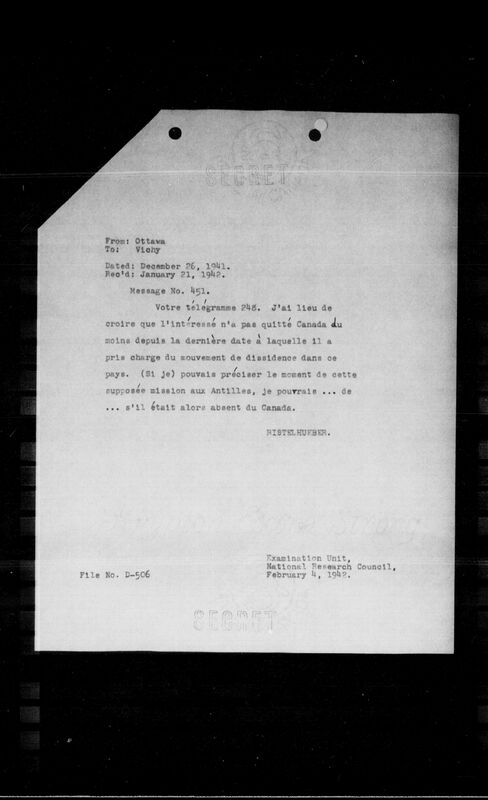 SECRET
From: Ottawa
To: Vichy
Dated: December 26, 1941.
Rec'd: January 21, 1942.
Message No. 451.
Votre télégramme 248. J'ai lieu de
croire que l'intéressé n'a pas quitté Canada du
moins depuis la dernière date à laquelle il a
pris charge du mouvement de dissidence dans ce
pays. (Si je) pouvais préciser le moment de cette
supposée mission aux Antilles, je pourrais ... de
... s'il était alors absent du Canada.
RISTELHUEBER.
Examination Unit,
National Research Council,
File No. D-506
February 4, 1942.
SECRET